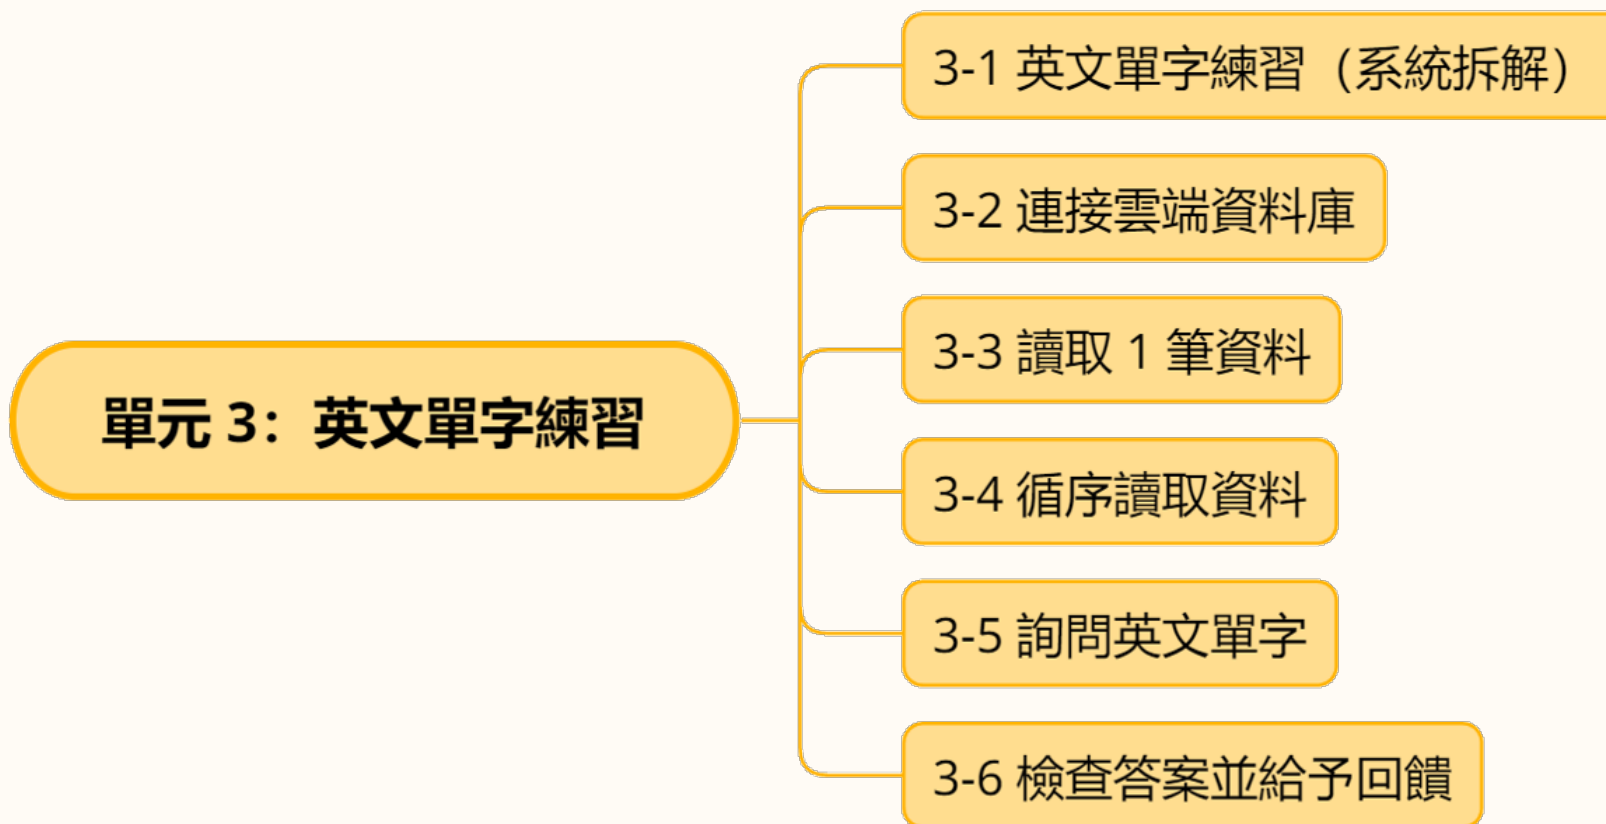 單元 3：英文單字練習
3-1 英文單字練習（系統拆解）
3-2 連接雲端資料庫
3-3 讀取 1 筆資料
3-4 循序讀取資料
3-5 詢問英文單字
3-6 檢查答案並給予回饋